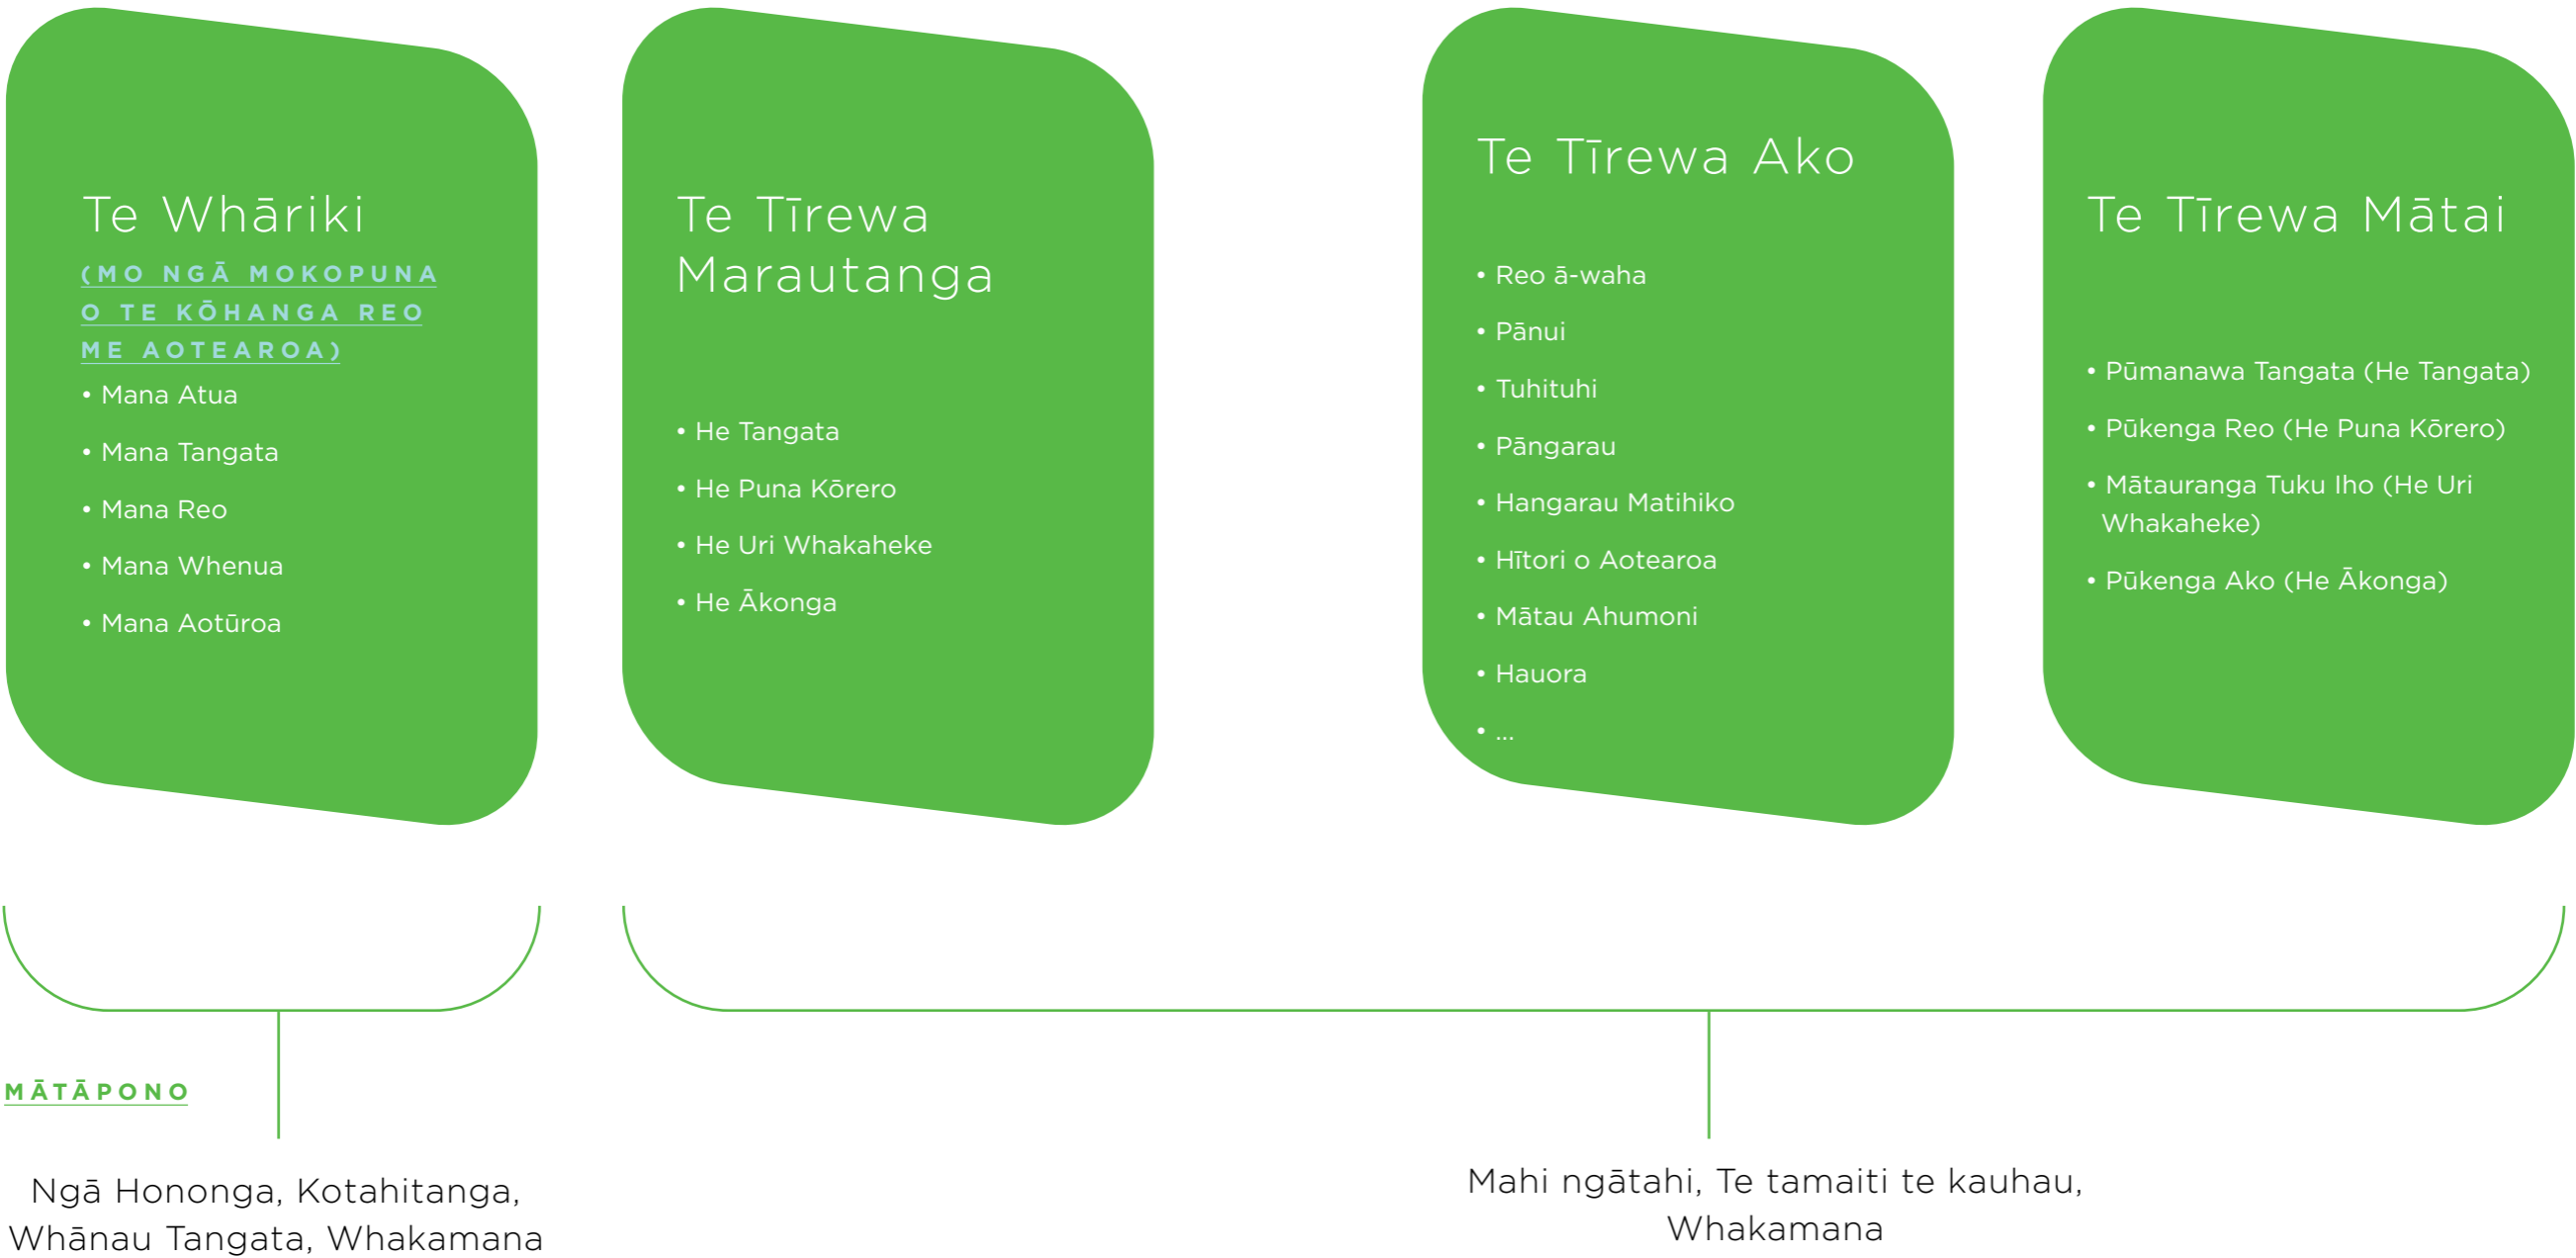 Te Whāriki
(MO NGĀ MOKOPUNA
O TE KŌHANGA REO
ME AOTEAROA)
• Mana Atua
• Mana Tangata
• Mana Reo
• Mana Whenua
• Mana Aotūroa
Te Tīrewa
Marautanga
• He Tangata
• He Puna Kōrero
• He Uri Whakaheke
• He Ākonga
Te Tīrewa Ako
• Reo ā-waha
• Pānui
• Tuhituhi
• Pāngarau
• Hangarau Matihiko
• Hītori o Aotearoa
• Mātau Ahumoni
• Hauora
• ...
Te Tīrewa Mātai
• Pūmanawa Tangata (He Tangata)
• Pūkenga Reo (He Puna Kōrero)
• Mātauranga Tuku Iho (He Uri
Whakaheke)
• Pūkenga Ako (He Ākonga)
MĀTĀPONO
Ngā Hononga, Kotahitanga,
Whānau Tangata, Whakamana
Mahi ngātahi, Te tamaiti te kauhau,
Whakamana